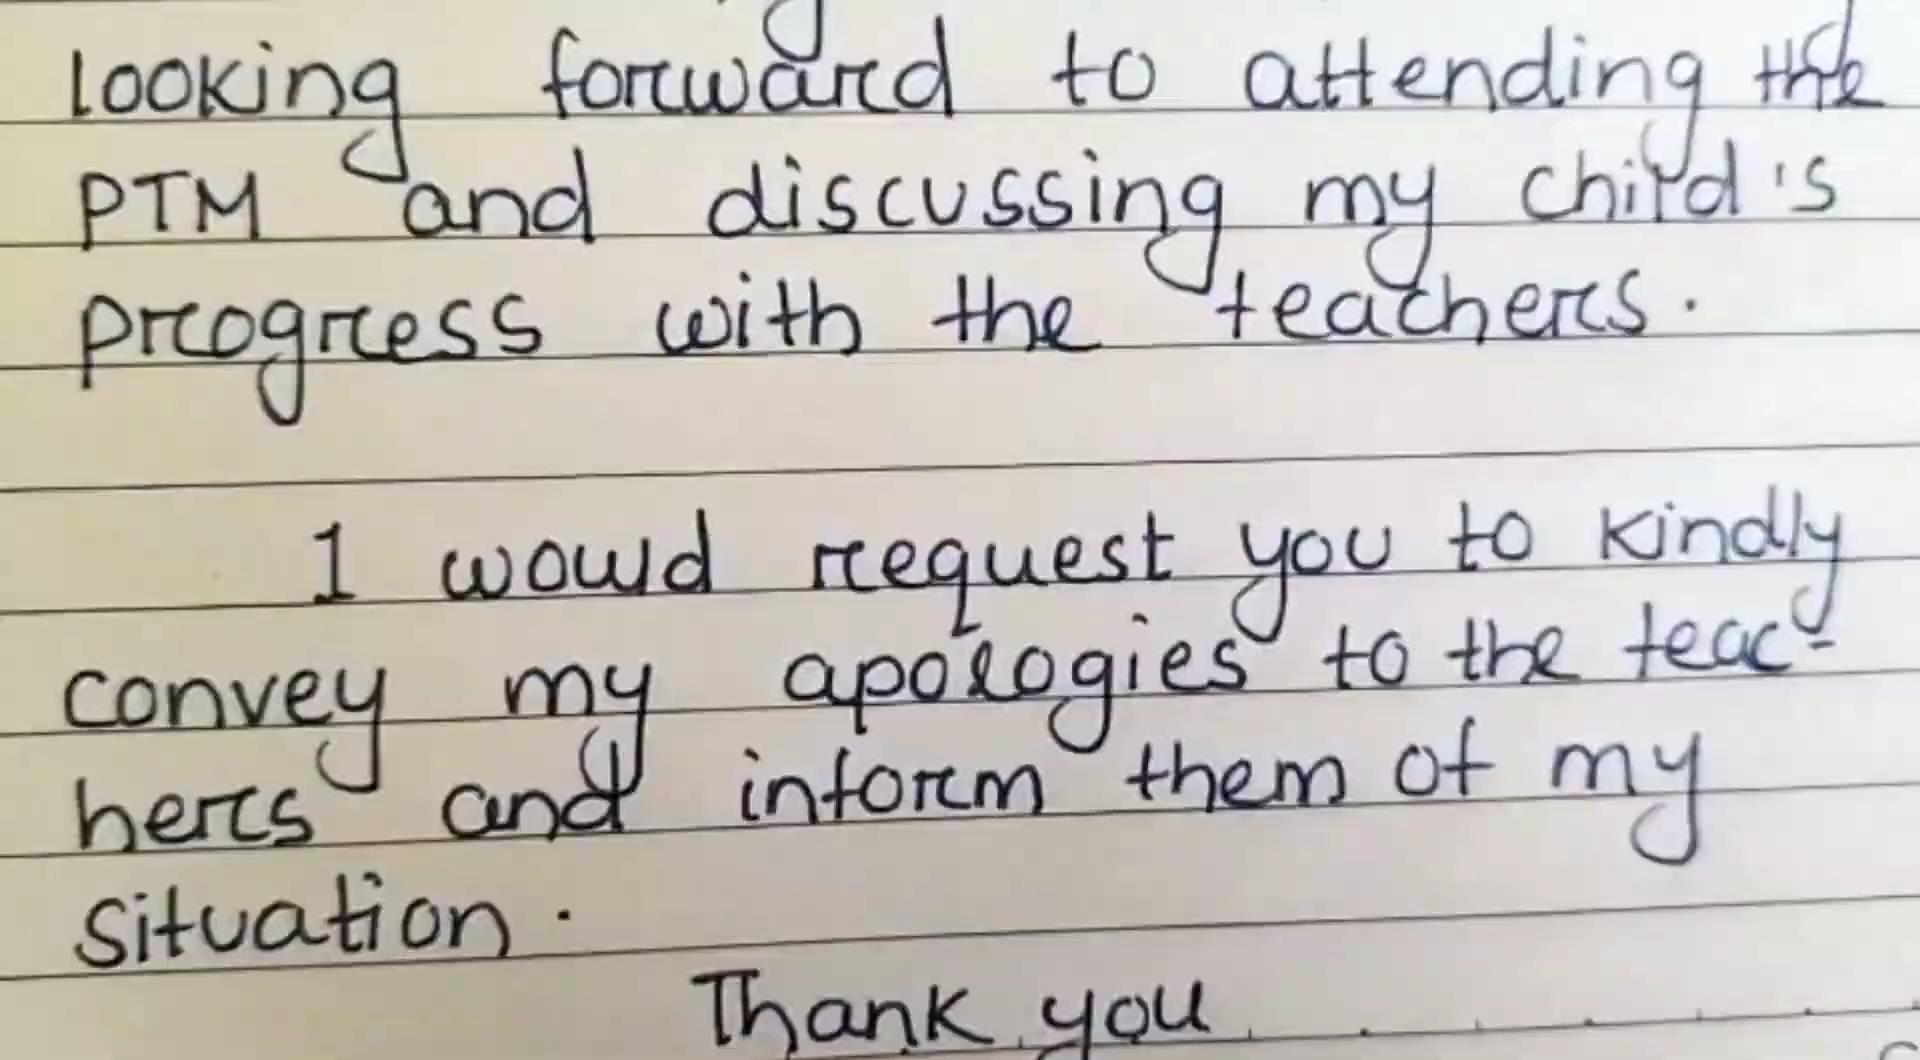 looking forward to attending the
PTM and discussing my child's
progress with the teachers.
I would request you to kindly
convey my apologies to the teac-
hers and inform them of my
situation.
Thank you